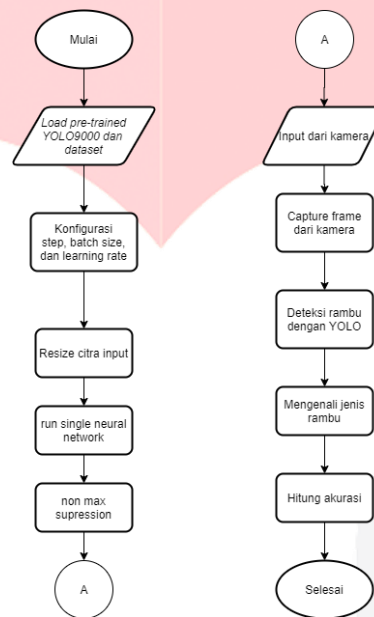 Mulai
Load pre-trained
YOLO9000 dan
dataset
Konfigurasi
step, batch size,
dan learning rate
Resize citra input
run single neural
network
non max
supression
A
A
Input dari kamera
Capture frame
dari kamera
Deteksi rambu
dengan YOLO
Mengenali jenis
rambu
Hitung akurasi
Selesai